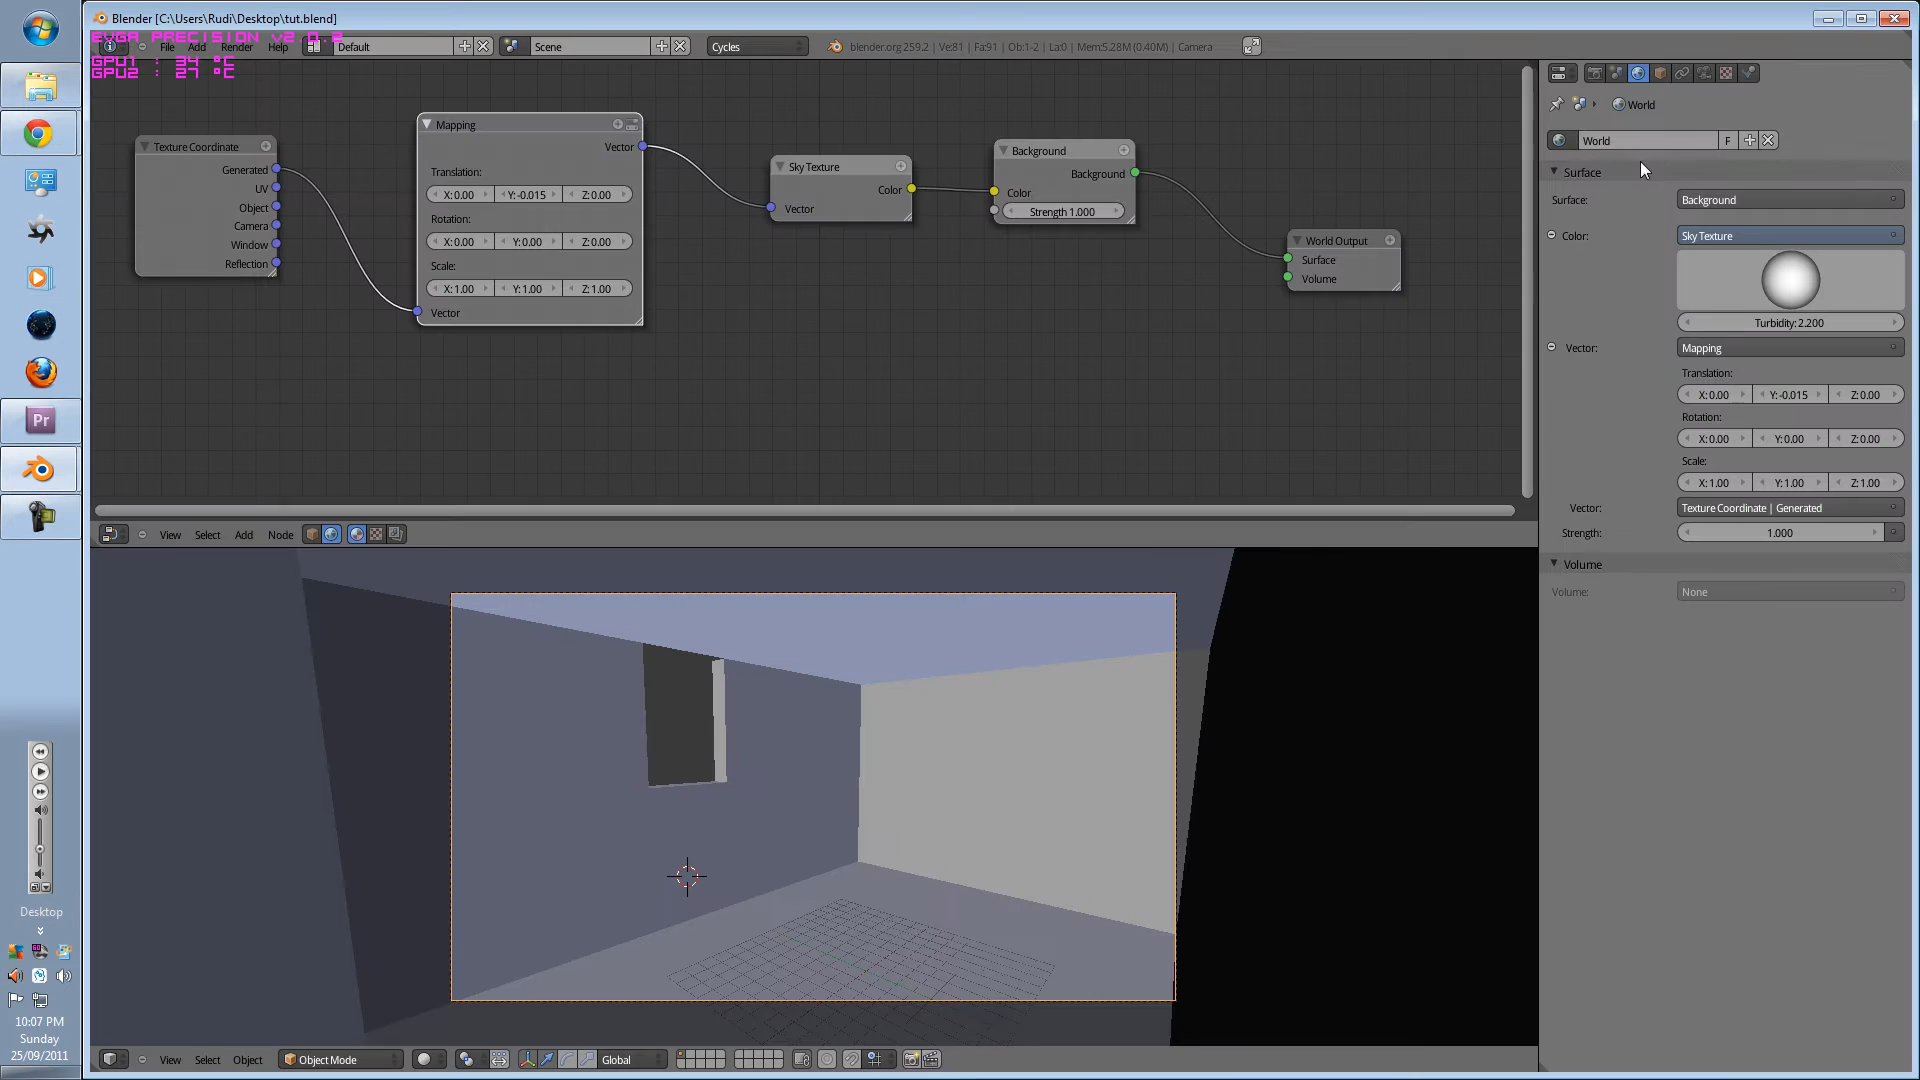 Blender [C:\Users\Rudi\Desktop\tut.blend]
EVGA PRECISION v2.0.2
GPU1 : 34 °C
GPU2 : 27 °C
File Add Render Help Default Scene Cycles blender.org 259.2 | Ve:81 | Fa:91 | Ob:1-2 | La:0 | Mem:5.28M (0.40M) | Camera
Texture Coordinate
Generated
UV
Object
Camera
Window
Reflection
Mapping
Vector
Translation:
X: 0.00 Y: -0.015 Z: 0.00
Rotation:
X: 0.00 Y: 0.00 Z: 0.00
Scale:
X: 1.00 Y: 1.00 Z: 1.00
Vector
Sky Texture
Color
Vector
Background
Background
Color
Strength 1.000
World Output
Surface
Volume
World
World F
Surface
Surface: Background
Color: Sky Texture
Turbidity: 2.200
Vector: Mapping
Translation:
X: 0.00 Y: -0.015 Z: 0.00
Rotation:
X: 0.00 Y: 0.00 Z: 0.00
Scale:
X: 1.00 Y: 1.00 Z: 1.00
Vector: Texture Coordinate | Generated
Strength: 1.000
Volume
Volume: None
View Select Add Node
View Select Object Object Mode Global
Pr
Desktop
10:07 PM
Sunday
25/09/2011